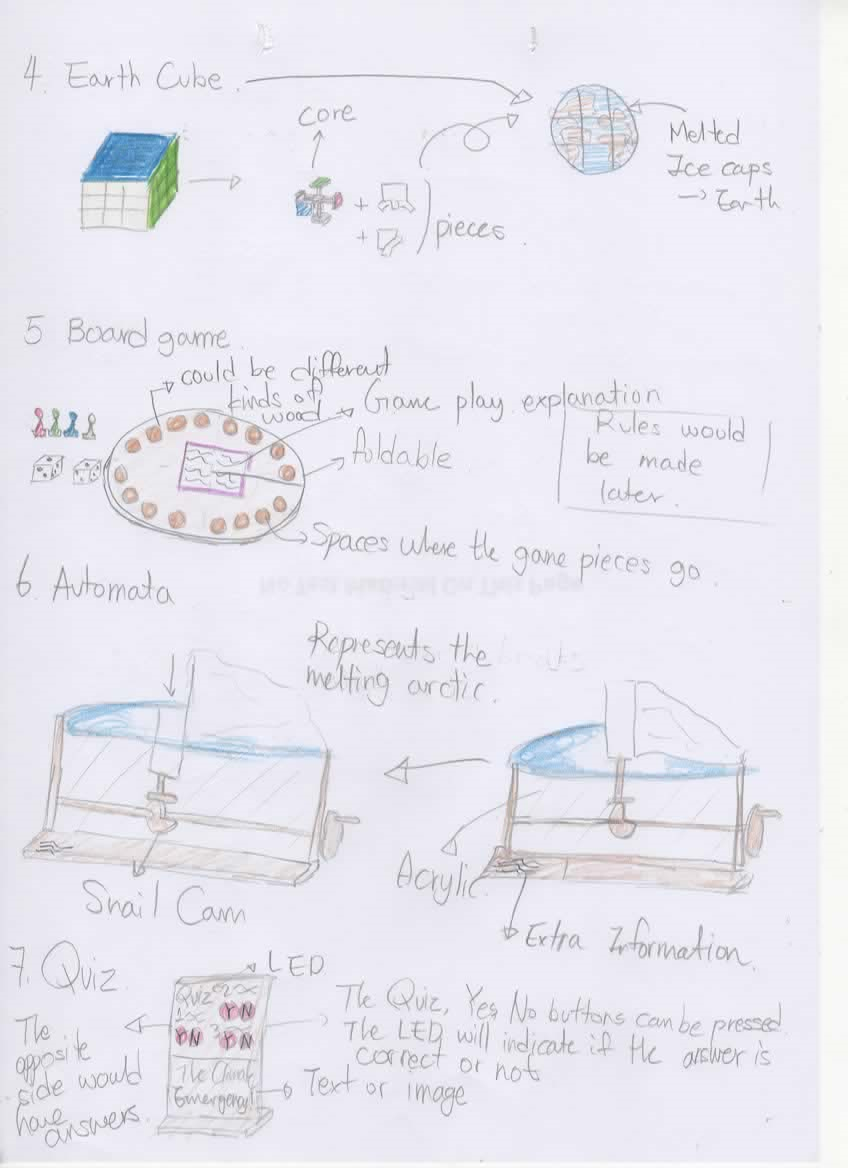 4. Earth Cube.
core
+
+
pieces.
Melted
Ice caps
→ Earth
5 Board game.
could be different
kinds of
wood
Game play explanation
foldable
Rules would
be made
later.
Spaces where the game pieces go.
6. Automata
Represents the
melting arctic.
Snail Cam
Acrylic
Extra Information.
7. Quiz.
LED
Quiz 2
1
Y N
Y N 3 Y N
The Climate
Emergency!
The
opposite
side would
have
answers.
The Quiz, Yes No buttons can be pressed.
The LED will indicate if the answer is
correct or not
Text or image